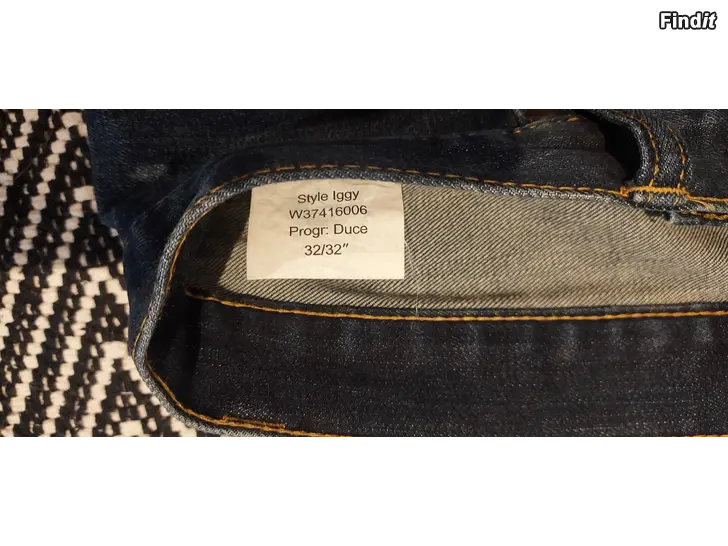 Findit
Style Iggy
W37416006
Progr: Duce
32/32"